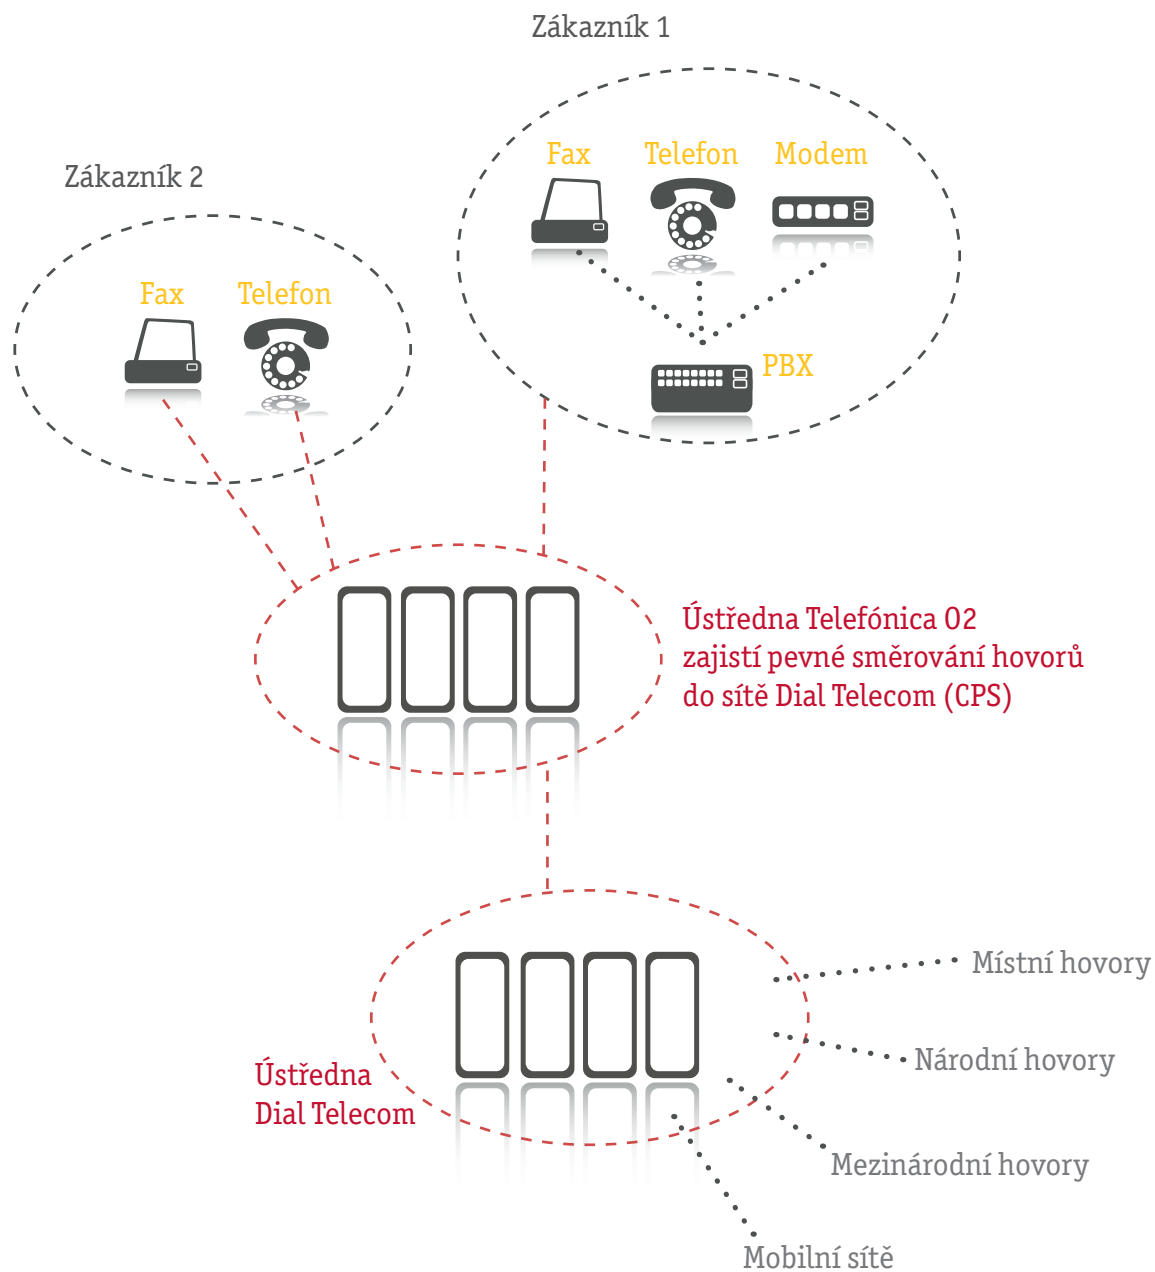 Zákazník 1
Fax
Telefon
Modem
PBX
Zákazník 2
Fax
Telefon
Ústředna Telefónica O2
zajistí pevné směrování hovorů
do sítě Dial Telecom (CPS)
Ústředna
Dial Telecom
Místní hovory
Národní hovory
Mezinárodní hovory
Mobilní sítě